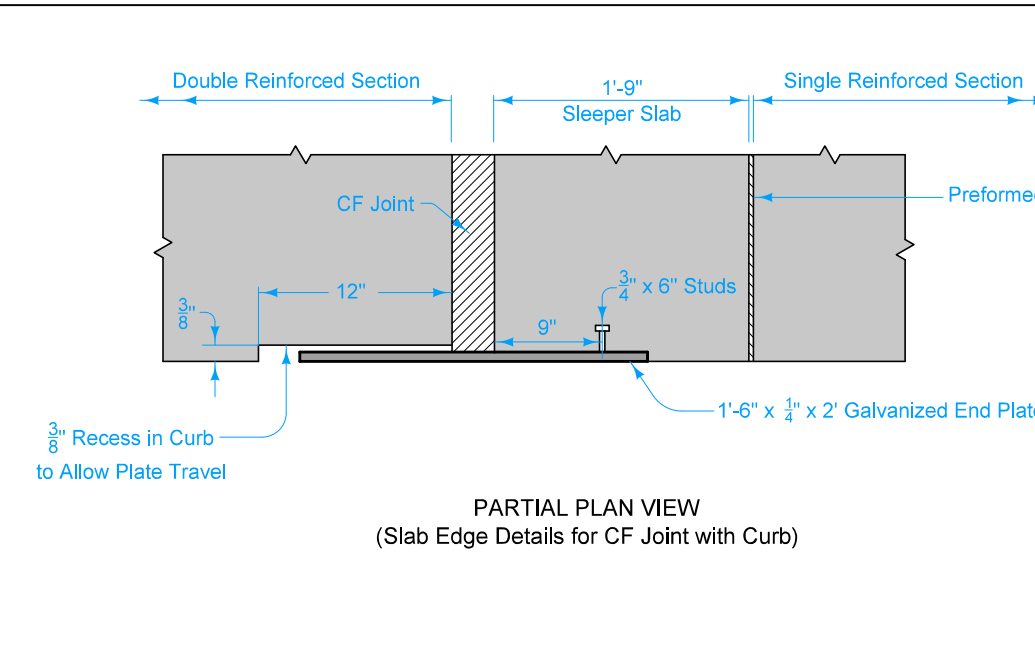 Double Reinforced Section
1'-9"
Sleeper Slab
Single Reinforced Section
CF Joint
Preformed
12"
3/8"
3/4" x 6" Studs
9"
1'-6" x 1/4" x 2' Galvanized End Plate
3/8" Recess in Curb
to Allow Plate Travel
PARTIAL PLAN VIEW
(Slab Edge Details for CF Joint with Curb)